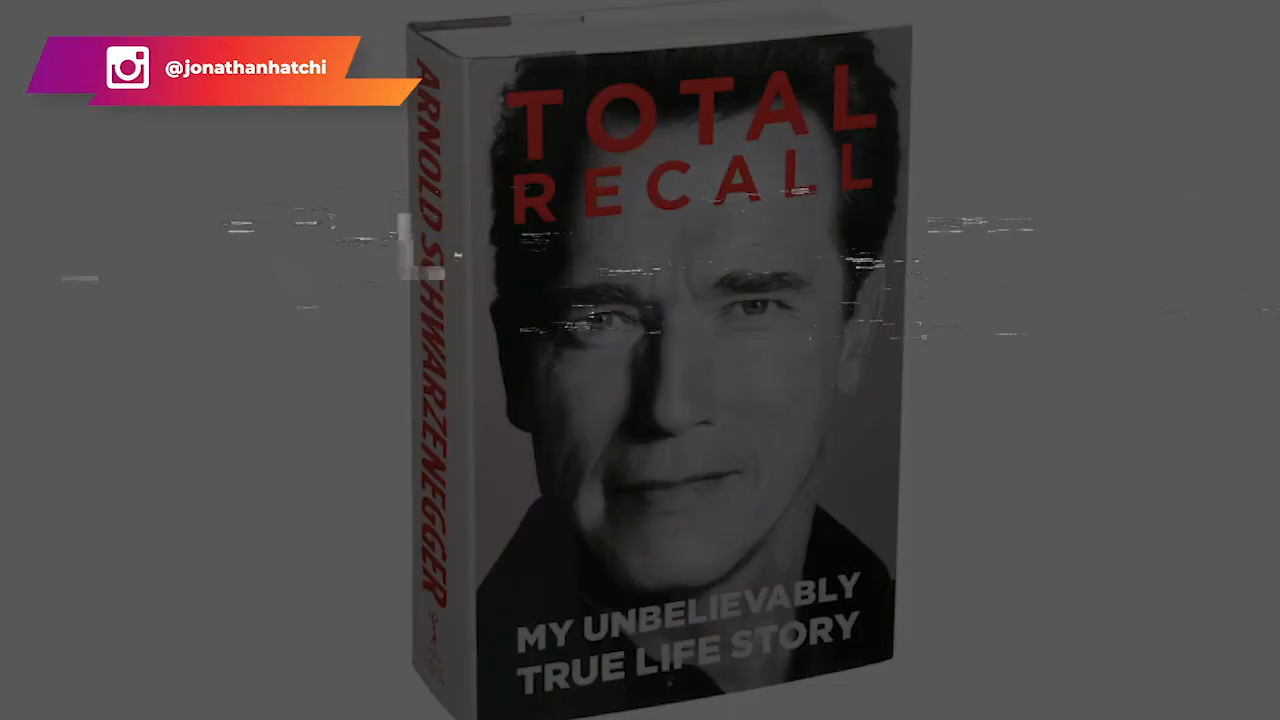 @jonathanhatchi
ARNOLD SCHWARZENEGGER
TOTAL
RECALL
MY UNBELIEVABLY
TRUE LIFE STORY